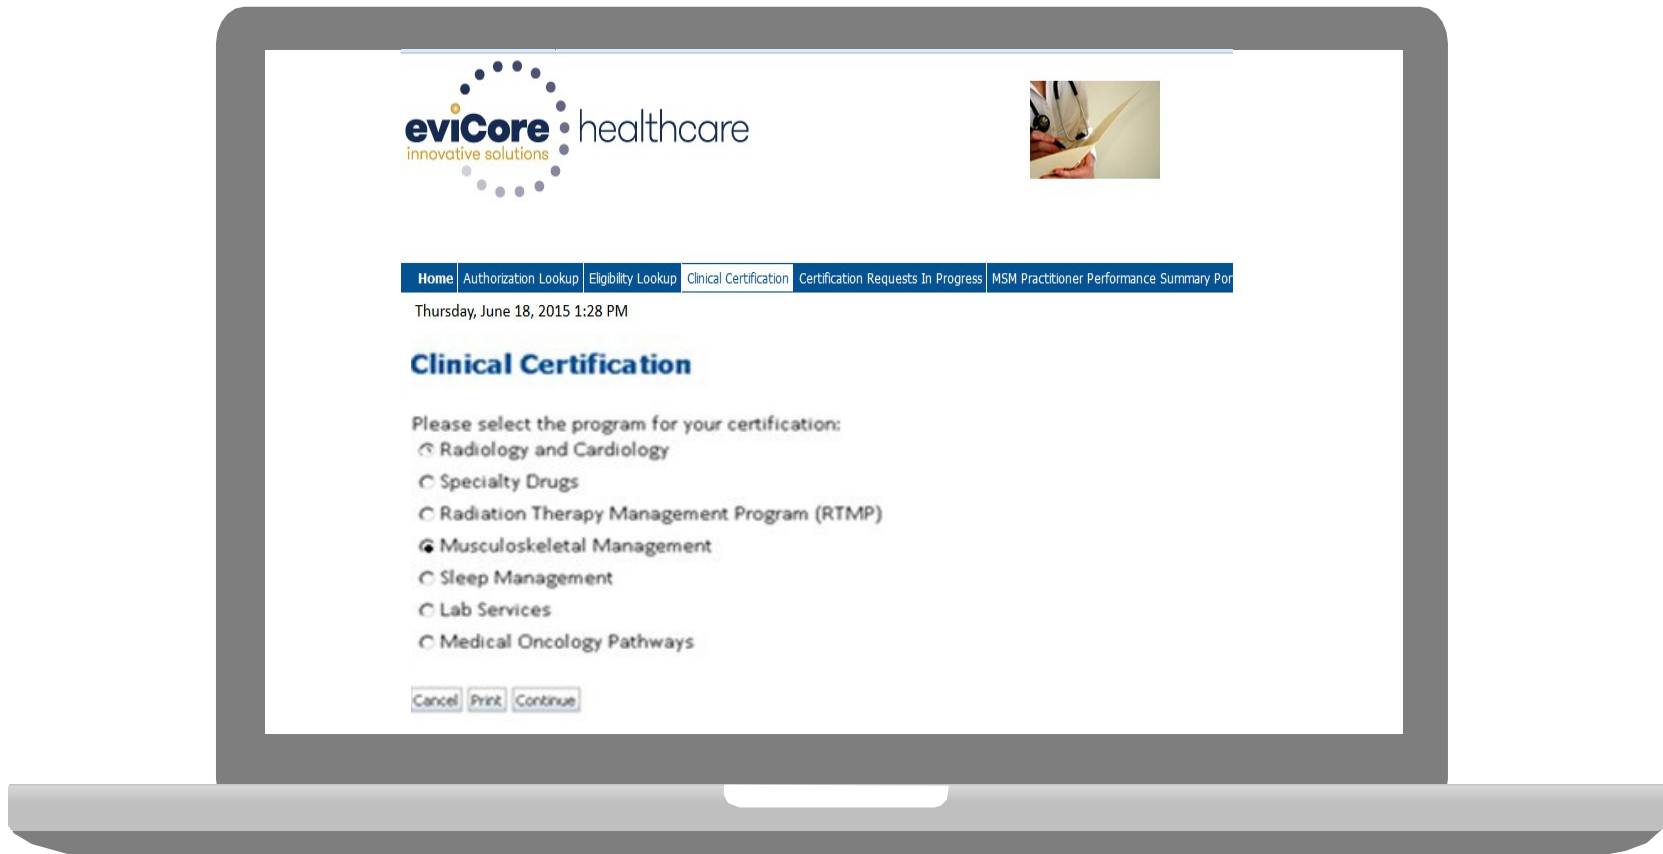 eviCore healthcare
innovative solutions
Home Authorization Lookup Eligibility Lookup Clinical Certification Certification Requests In Progress MSM Practitioner Performance Summary Por
Thursday, June 18, 2015 1:28 PM
Clinical Certification
Please select the program for your certification:
Radiology and Cardiology
Specialty Drugs
Radiation Therapy Management Program (RTMP)
Musculoskeletal Management
Sleep Management
Lab Services
Medical Oncology Pathways
Cancel Print Continue